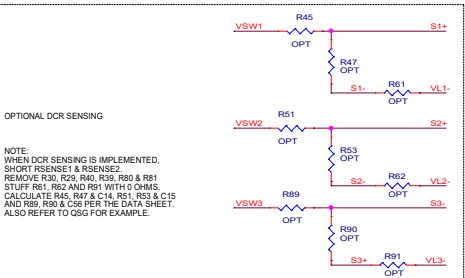 R45
VSW1
S1+
OPT
R47
OPT
R61
S1-
VL1-
OPT
OPTIONAL DCR SENSING
R51
VSW2
S2+
OPT
NOTE:
WHEN DCR SENSING IS IMPLEMENTED,
SHORT RSENSE1 & RSENSE2.
REMOVE R30, R29, R40, R39, R80 & R81
STUFF R61, R62 AND R91 WITH 0 OHMS.
CALCULATE R45, R47 & C14, R51, R53 & C15
AND R89, R90 & C56 PER THE DATA SHEET.
ALSO REFER TO QSG FOR EXAMPLE.
R53
OPT
R62
S2-
VL2-
OPT
R89
VSW3
S3-
OPT
R90
OPT
R91
S3+
VL3-
OPT